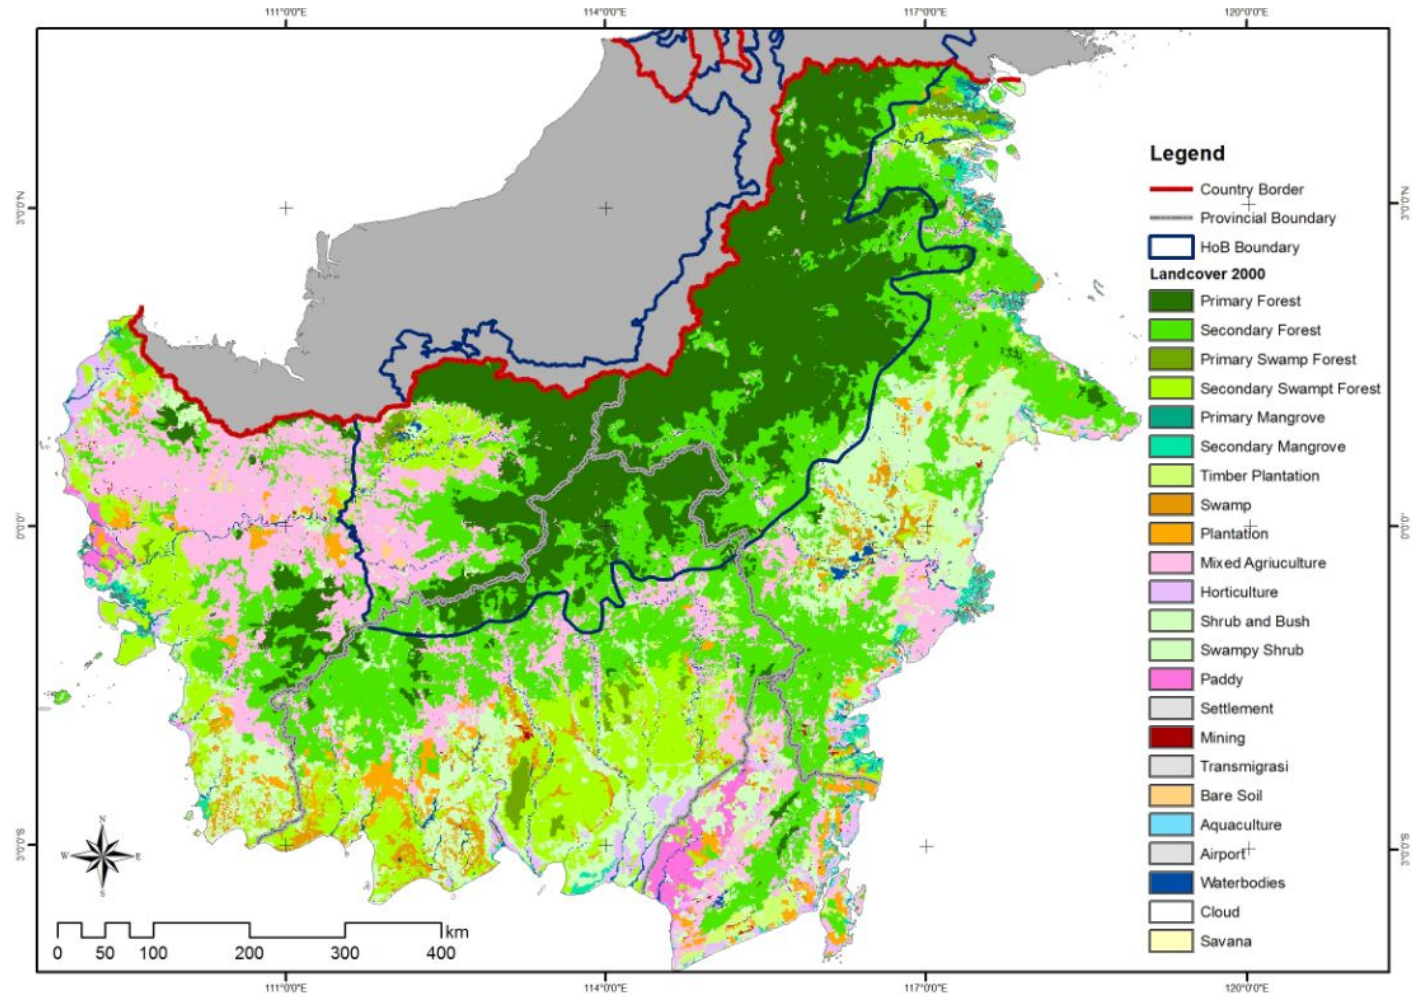 111°0'0"E 114°0'0"E 117°0'0"E 120°0'0"E
Legend
Country Border
3°0'0"N 3°0'0"N
Provincial Boundary
HoB Boundary
Landcover 2000
Primary Forest
Secondary Forest
Primary Swamp Forest
Secondary Swampt Forest
Primary Mangrove
Secondary Mangrove
Timber Plantation
Swamp
0°0'0" 0°0'0"
Plantation
Mixed Agriuculture
Horticulture
Shrub and Bush
Swampy Shrub
Paddy
Settlement
Mining
Transmigrasi
Bare Soil
Aquaculture
N
3°0'0"S 3°0'0"S
Airport
W E
Waterbodies
S
Cloud
km
Savana
0 50 100 200 300 400
111°0'0"E 114°0'0"E 117°0'0"E 120°0'0"E